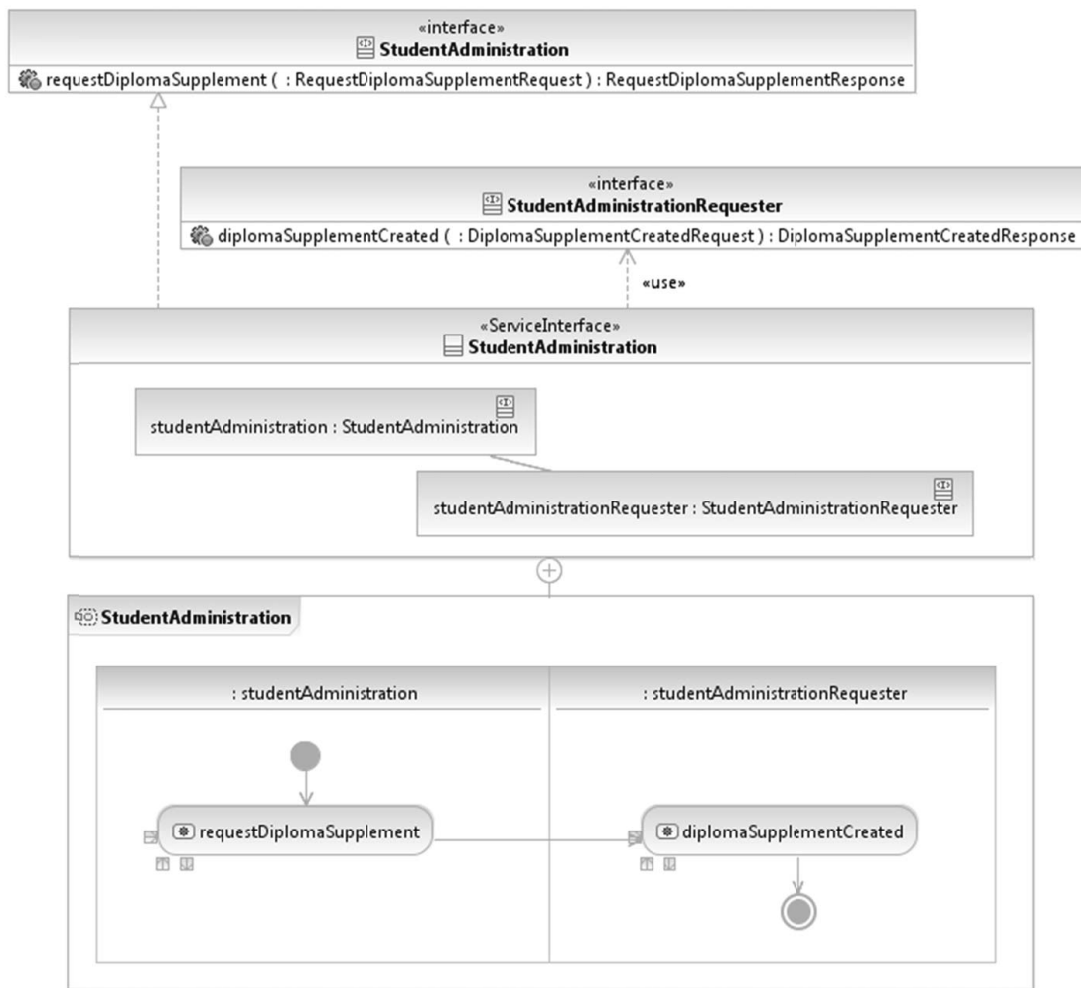 «interface»
StudentAdministration
requestDiplomaSupplement ( : RequestDiplomaSupplementRequest ) : RequestDiplomaSupplementResponse
«interface»
StudentAdministrationRequester
diplomaSupplementCreated ( : DiplomaSupplementCreatedRequest ) : DiplomaSupplementCreatedResponse
«use»
«ServiceInterface»
StudentAdministration
studentAdministration : StudentAdministration
studentAdministrationRequester : StudentAdministrationRequester
StudentAdministration
: studentAdministration
: studentAdministrationRequester
requestDiplomaSupplement
diplomaSupplementCreated